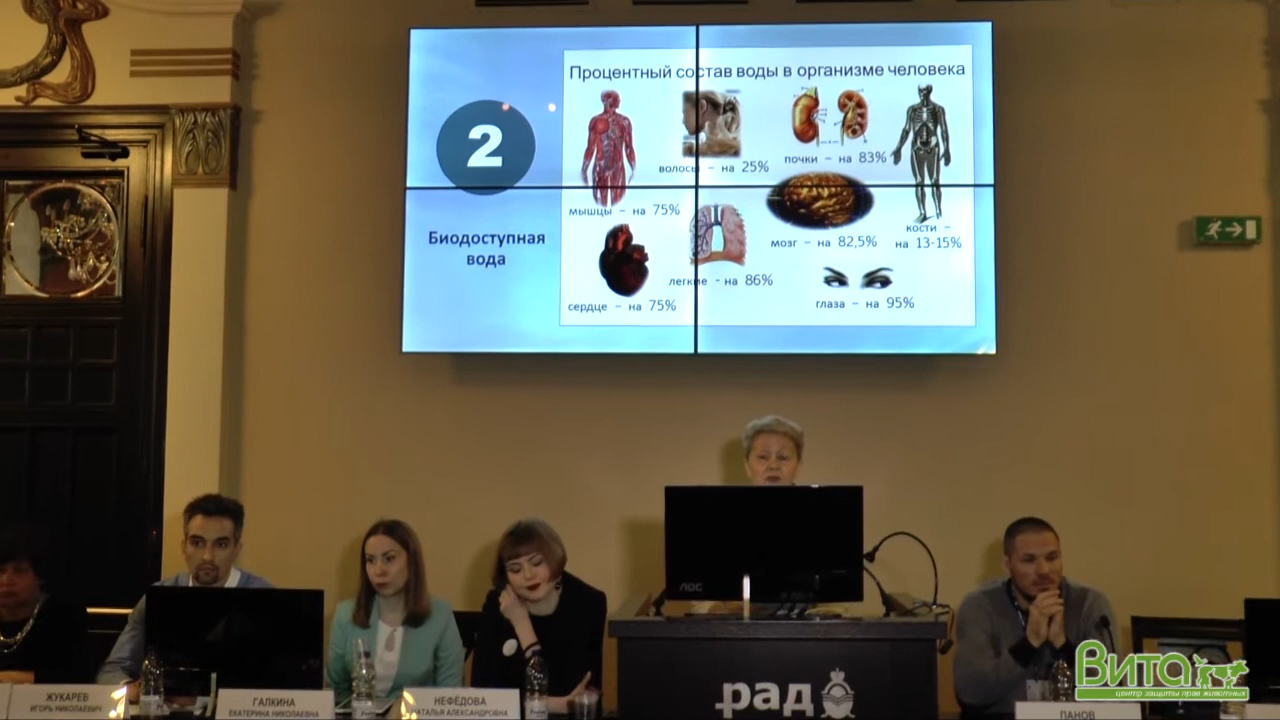 Процентный состав воды в организме человека
2
волосы – на 25%
почки – на 83%
мышцы – на 75%
Биодоступная
вода
мозг – на 82,5%
кости –
на 13-15%
легкие - на 86%
сердце – на 75%
глаза – на 95%
AOC
рад
ЖУКАРЕВ
ИГОРЬ НИКОЛАЕВИЧ
ГАЛКИНА
ЕКАТЕРИНА НИКОЛАЕВНА
НЕФЁДОВА
НАТАЛЬЯ АЛЕКСАНДРОВНА
ПАНОВ
Вита
центр защиты прав животных